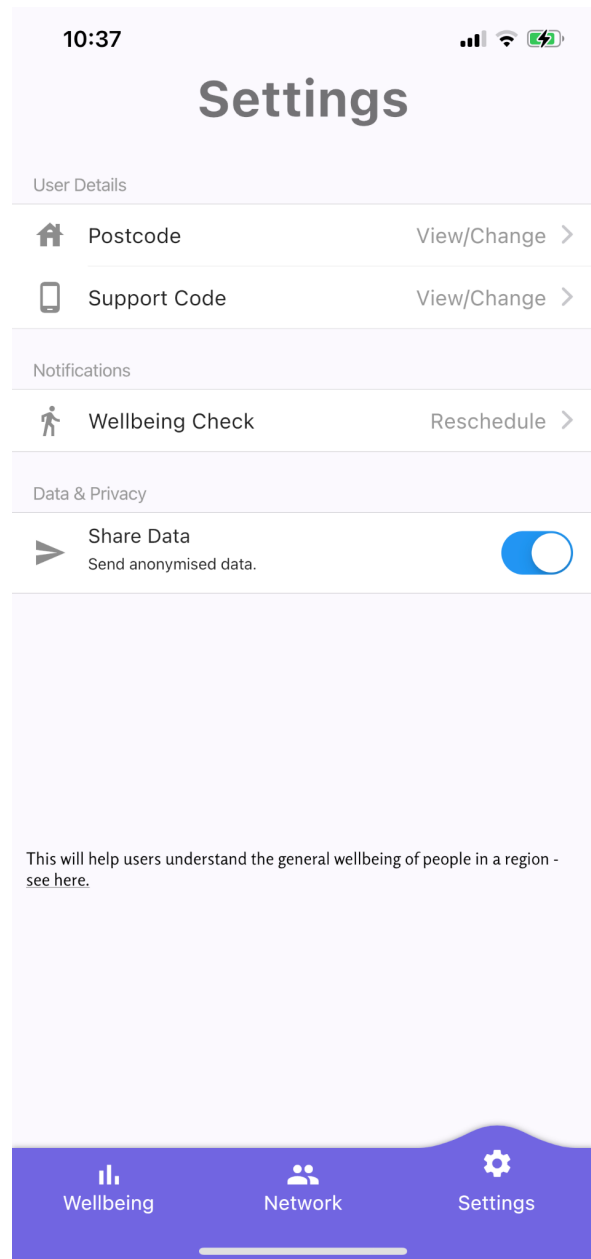 10:37
Settings
User Details
Postcode View/Change
Support Code View/Change
Notifications
Wellbeing Check Reschedule
Data & Privacy
Share Data
Send anonymised data.
This will help users understand the general wellbeing of people in a region -
see here.
Wellbeing Network Settings